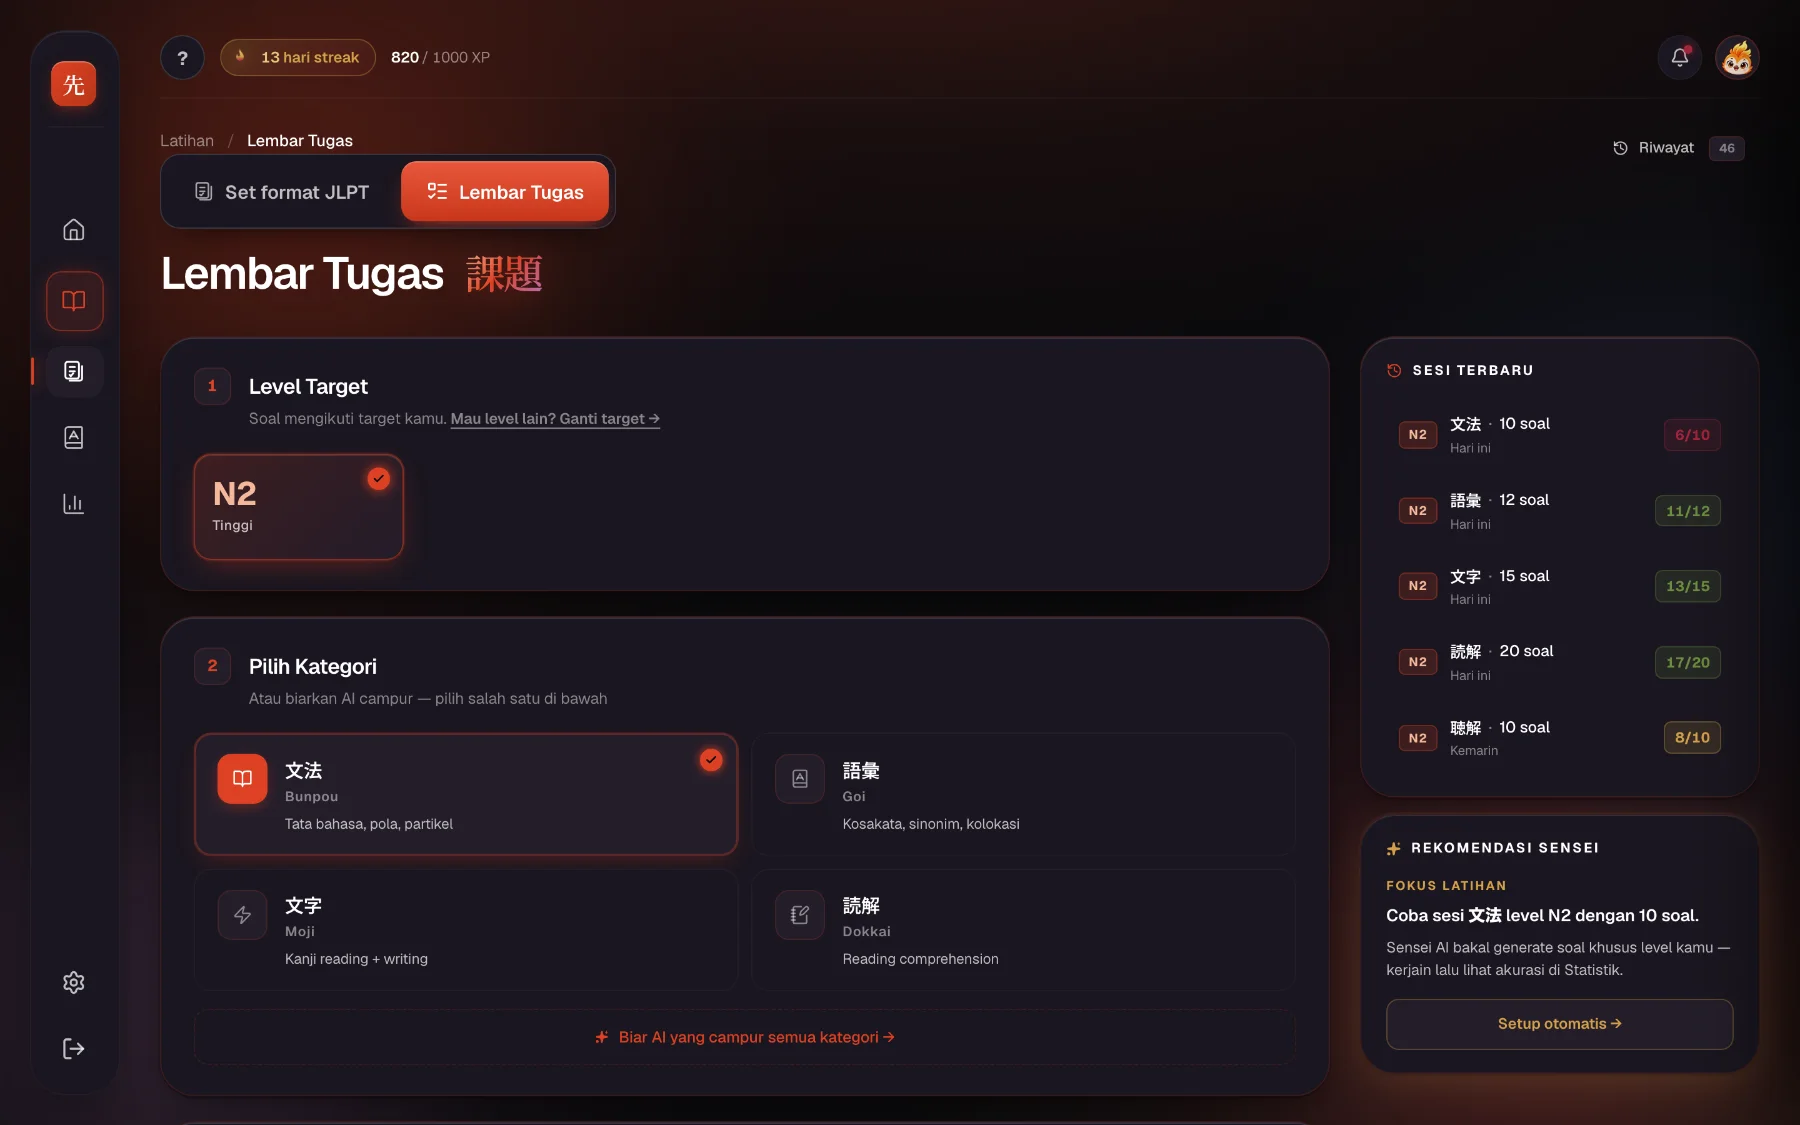 先
?
13 hari streak
820 / 1000 XP
Latihan / Lembar Tugas
Riwayat 46
Set format JLPT
Lembar Tugas
Lembar Tugas 課題
1
Level Target
Soal mengikuti target kamu. Mau level lain? Ganti target →
N2
Tinggi
2
Pilih Kategori
Atau biarkan AI campur — pilih salah satu di bawah
文法
Bunpou
Tata bahasa, pola, partikel
語彙
Goi
Kosakata, sinonim, kolokasi
文字
Moji
Kanji reading + writing
読解
Dokkai
Reading comprehension
Biar AI yang campur semua kategori →
SESI TERBARU
N2
文法 · 10 soal
Hari ini
6/10
N2
語彙 · 12 soal
Hari ini
11/12
N2
文字 · 15 soal
Hari ini
13/15
N2
読解 · 20 soal
Hari ini
17/20
N2
聴解 · 10 soal
Kemarin
8/10
REKOMENDASI SENSEI
FOKUS LATIHAN
Coba sesi 文法 level N2 dengan 10 soal.
Sensei AI bakal generate soal khusus level kamu —
kerjain lalu lihat akurasi di Statistik.
Setup otomatis →